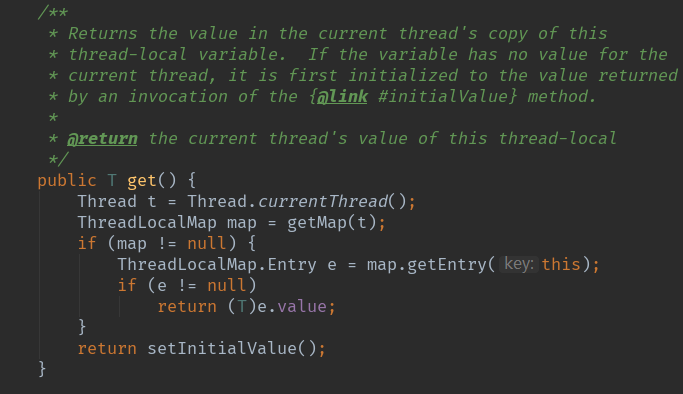 /**
 * Returns the value in the current thread's copy of this
 * thread-local variable.  If the variable has no value for the
 * current thread, it is first initialized to the value returned
 * by an invocation of the {@link #initialValue} method.
 *
 * @return the current thread's value of this thread-local
 */
public T get() {
    Thread t = Thread.currentThread();
    ThreadLocalMap map = getMap(t);
    if (map != null) {
        ThreadLocalMap.Entry e = map.getEntry( key: this);
        if (e != null)
            return (T)e.value;
    }
    return setInitialValue();
}